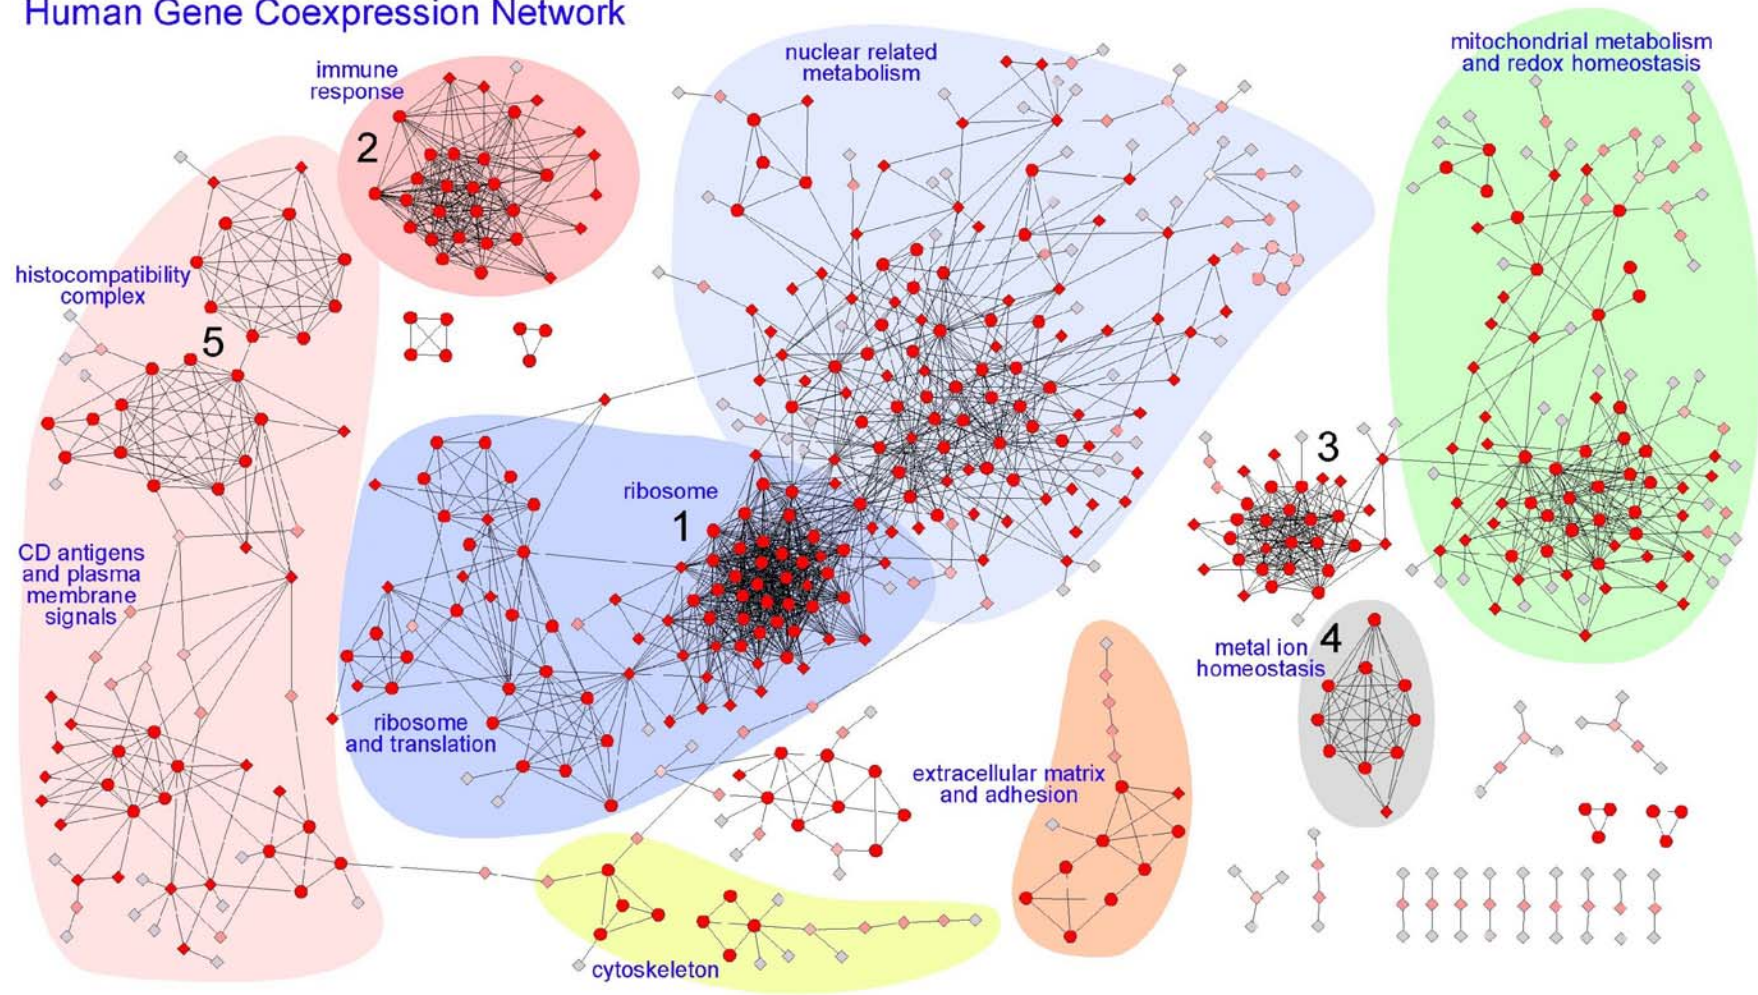 Human Gene Coexpression Network
nuclear related
metabolism
mitochondrial metabolism
and redox homeostasis
immune
response
2
histocompatibility
complex
5
3
ribosome
1
CD antigens
and plasma
membrane
signals
4
metal ion
homeostasis
ribosome
and translation
extracellular matrix
and adhesion
cytoskeleton